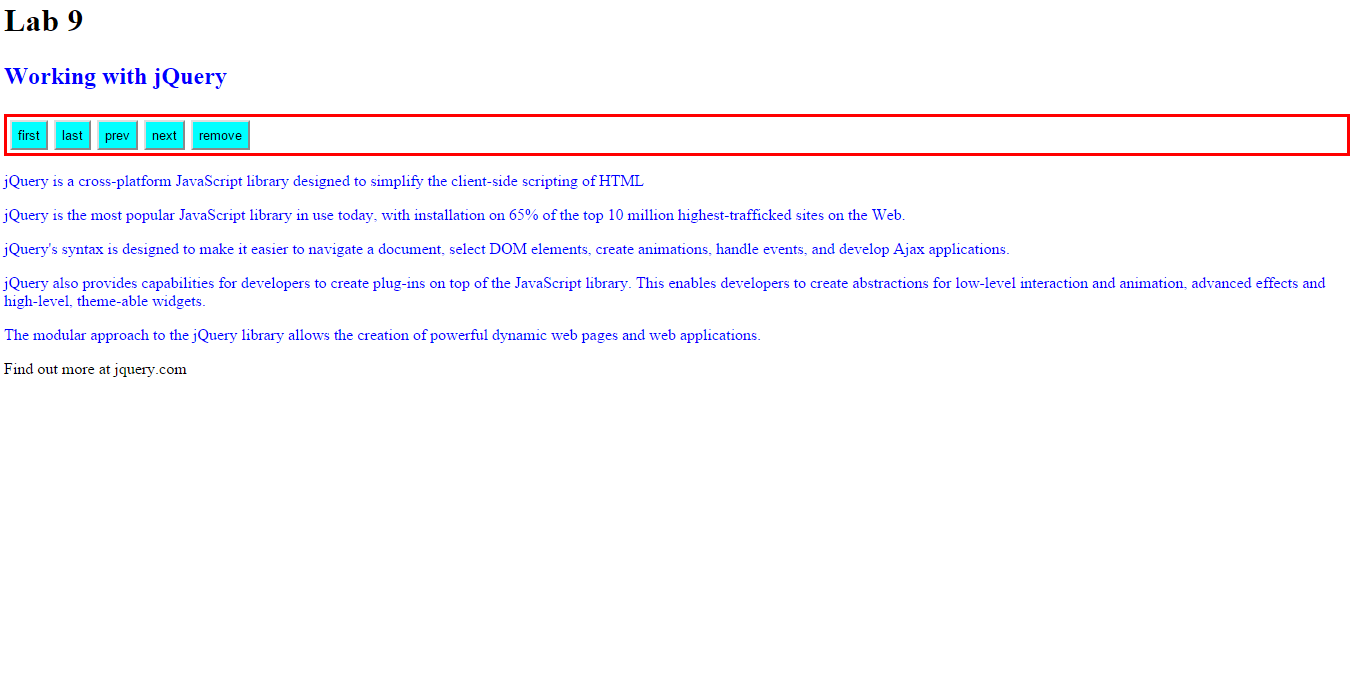 Lab 9
Working with jQuery
first last prev next remove
jQuery is a cross-platform JavaScript library designed to simplify the client-side scripting of HTML
jQuery is the most popular JavaScript library in use today, with installation on 65% of the top 10 million highest-trafficked sites on the Web.
jQuery's syntax is designed to make it easier to navigate a document, select DOM elements, create animations, handle events, and develop Ajax applications.
jQuery also provides capabilities for developers to create plug-ins on top of the JavaScript library. This enables developers to create abstractions for low-level interaction and animation, advanced effects and
high-level, theme-able widgets.
The modular approach to the jQuery library allows the creation of powerful dynamic web pages and web applications.
Find out more at jquery.com